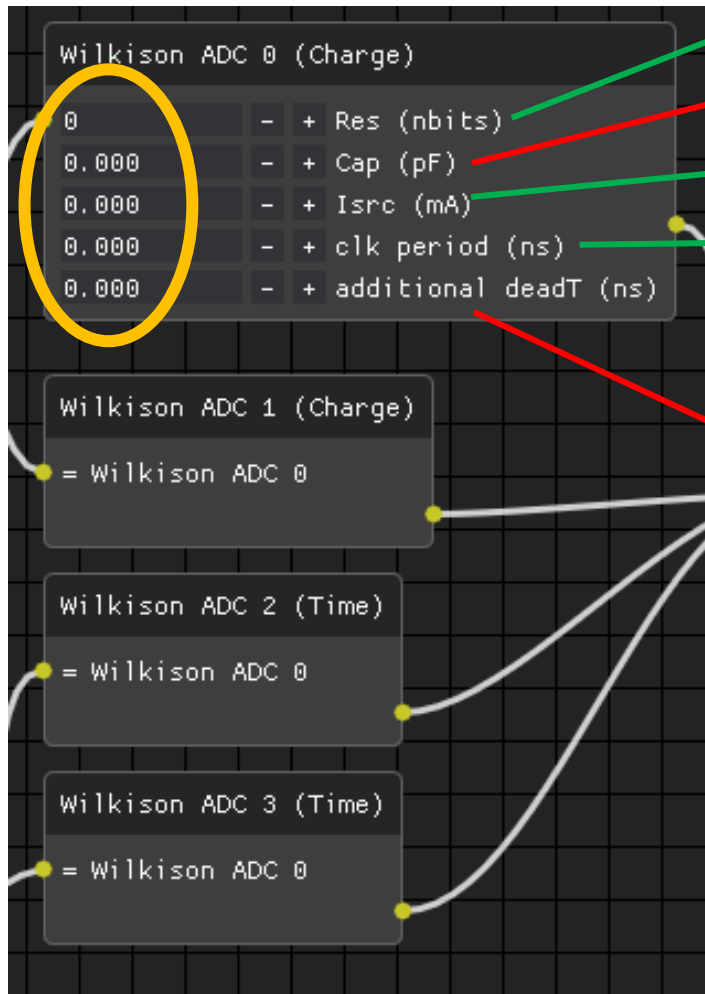 Wilkison ADC 0 (Charge)
0 - + Res (nbits)
0.000 - + Cap (pF)
0.000 - + Isrc (mA)
0.000 - + clk period (ns)
0.000 - + additional deadT (ns)
Wilkison ADC 1 (Charge)
= Wilkison ADC 0
Wilkison ADC 2 (Time)
= Wilkison ADC 0
Wilkison ADC 3 (Time)
= Wilkison ADC 0